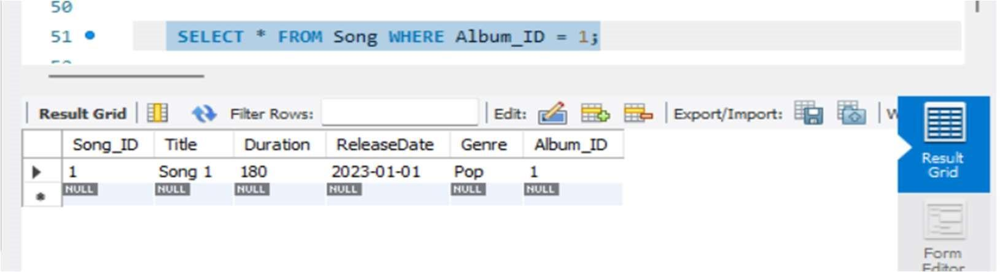 50
51 SELECT * FROM Song WHERE Album_ID = 1;
Result Grid Filter Rows: Edit: Export/Import:
Song_ID Title Duration ReleaseDate Genre Album_ID
1 Song 1 180 2023-01-01 Pop 1
NULL NULL NULL NULL NULL NULL
Result
Grid
Form
Editor